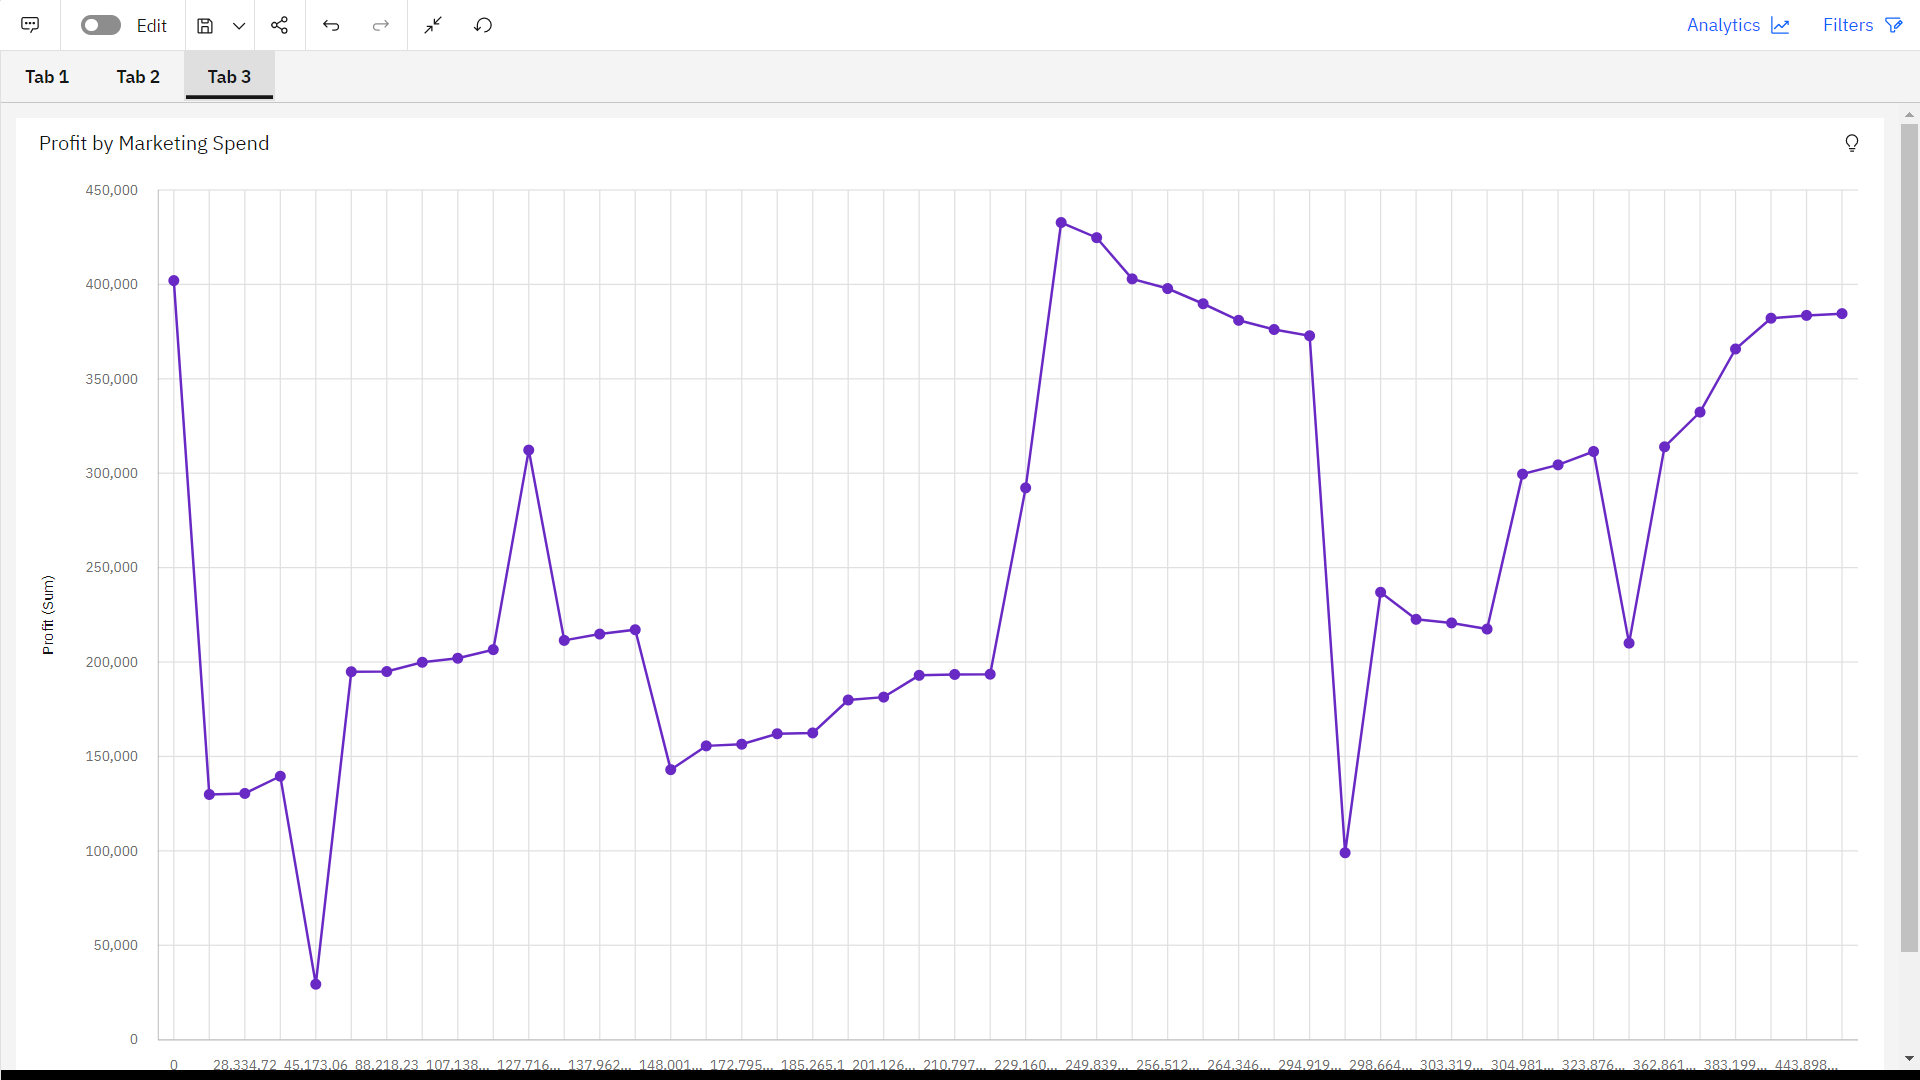 Edit
Analytics
Filters
Tab 1 Tab 2 Tab 3
Profit by Marketing Spend
450,000
400,000
350,000
300,000
250,000
200,000
150,000
100,000
50,000
0
Profit (Sum)
0 28,334.72 45,173.06 88,218.23 107,138... 127,716... 137,962... 148,001... 172,795... 185,265.1 201,126... 210,797... 229,160... 249,839... 256,512... 264,346... 294,919... 298,664... 303,319... 304,981... 323,876... 362,861... 383,199... 443,898...